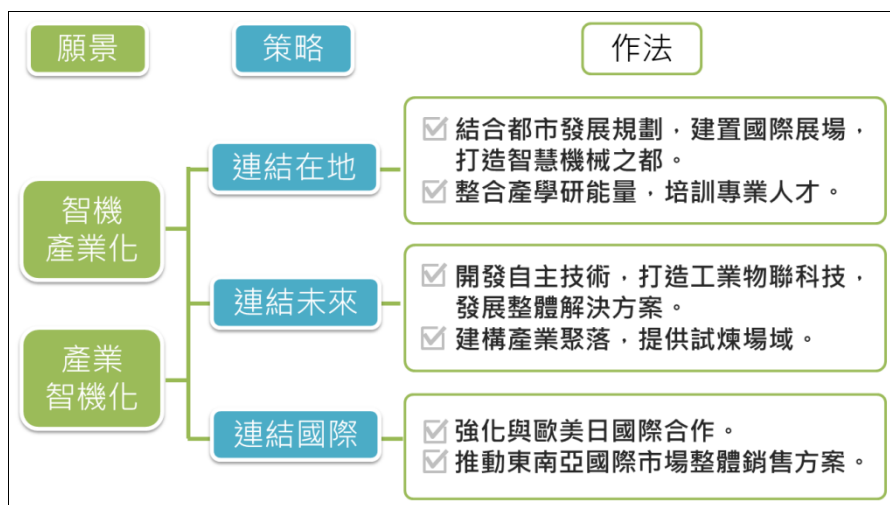 願景
策略
作法
智機
產業化
產業
智機化
連結在地
結合都市發展規劃，建置國際展場，
打造智慧機械之都。
整合產學研能量，培訓專業人才。
連結未來
開發自主技術，打造工業物聯科技，
發展整體解決方案。
建構產業聚落，提供試煉場域。
連結國際
強化與歐美日國際合作。
推動東南亞國際市場整體銷售方案。